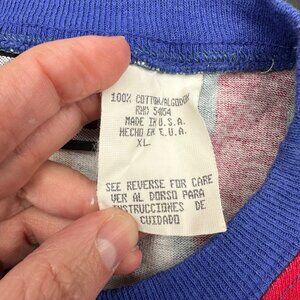 100% COTTON/ALGODON
RN# 54054
MADE IN U.S.A.
HECHO EN E.U.A.
XL.
SEE REVERSE FOR CARE
VER AL DORSO PARA
INSTRUCCIONES DE
CUIDADO